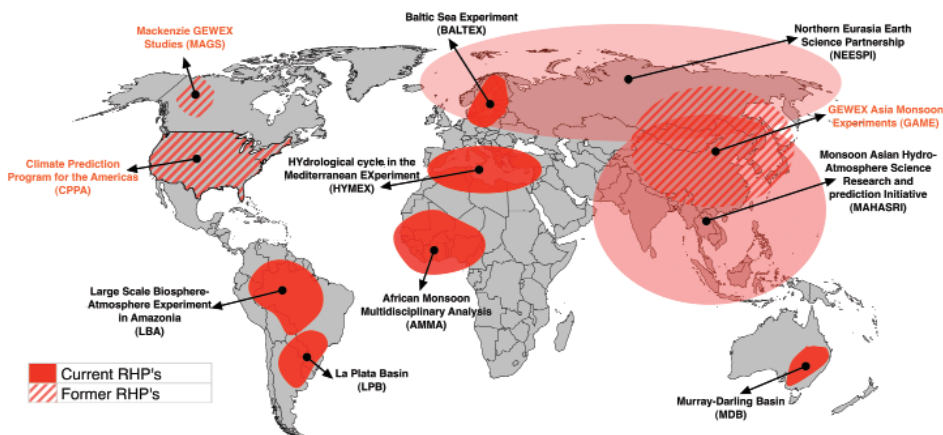 Mackenzie GEWEX
Studies (MAGS)
Baltic Sea Experiment
(BALTEX)
Northern Eurasia Earth
Science Partnership
(NEESPI)
GEWEX Asia Monsoon
Experiments (GAME)
Climate Prediction
Program for the Americas
(CPPA)
HYdrological cycle in the
Mediterranean EXperiment
(HYMEX)
Monsoon Asian Hydro-
Atmosphere Science
Research and
prediction Initiative
(MAHASRI)
Large Scale Biosphere-
Atmosphere Experiment
in Amazonia
(LBA)
African Monsoon
Multidisciplinary Analysis
(AMMA)
La Plata Basin
(LPB)
Murray-Darling Basin
(MDB)
Current RHP's
Former RHP's